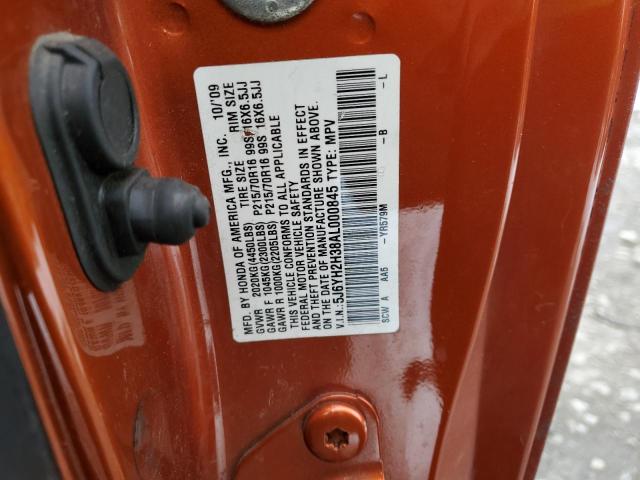 MFD. BY HONDA OF AMERICA MFG., INC. 10/'09
TIRE SIZE RIM SIZE
GVWR 2020KG(4450LBS) P215/70R16 99S 16X6.5JJ
GAWR F 1045KG(2300LBS) P215/70R16 99S 16X6.5JJ
GAWR R 1000KG(2205LBS)
THIS VEHICLE CONFORMS TO ALL APPLICABLE
FEDERAL MOTOR VEHICLE SAFETY, BUMPER,
& THEFT PREVENTION STANDARDS IN EFFECT
ON THE DATE OF MANUFACTURE SHOWN ABOVE.
V.I.N.: 5J6YH2H38AL000845 TYPE: MPV
SCW A AA5 -YR579M -B -L